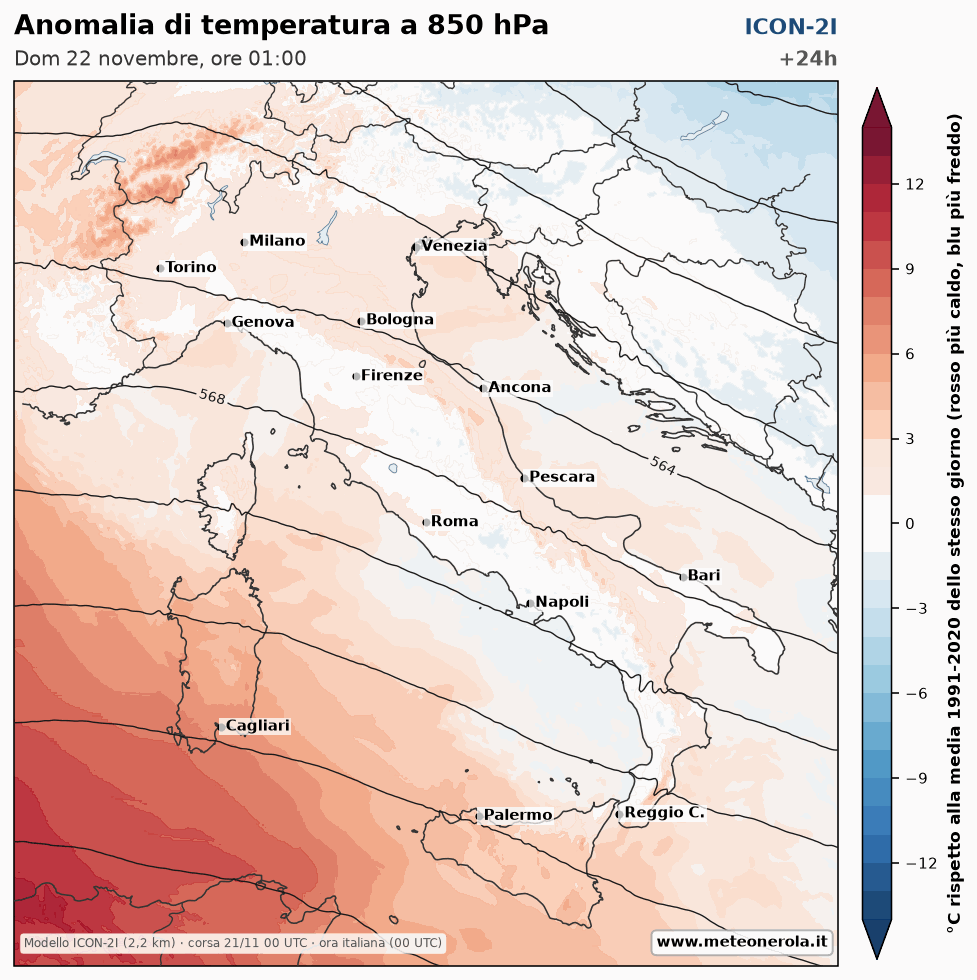 Anomalia di temperatura a 850 hPa
ICON-2I
Dom 22 novembre, ore 01:00
+24h
Milano
Venezia
Torino
Genova
Bologna
Firenze
Ancona
568
564
Pescara
Roma
Bari
Napoli
Cagliari
Palermo
Reggio C.
Modello ICON-2I (2,2 km) · corsa 21/11 00 UTC · ora italiana (00 UTC)
www.meteonerola.it
12
9
6
3
0
−3
−6
−9
−12
°C rispetto alla media 1991-2020 dello stesso giorno (rosso più caldo, blu più freddo)